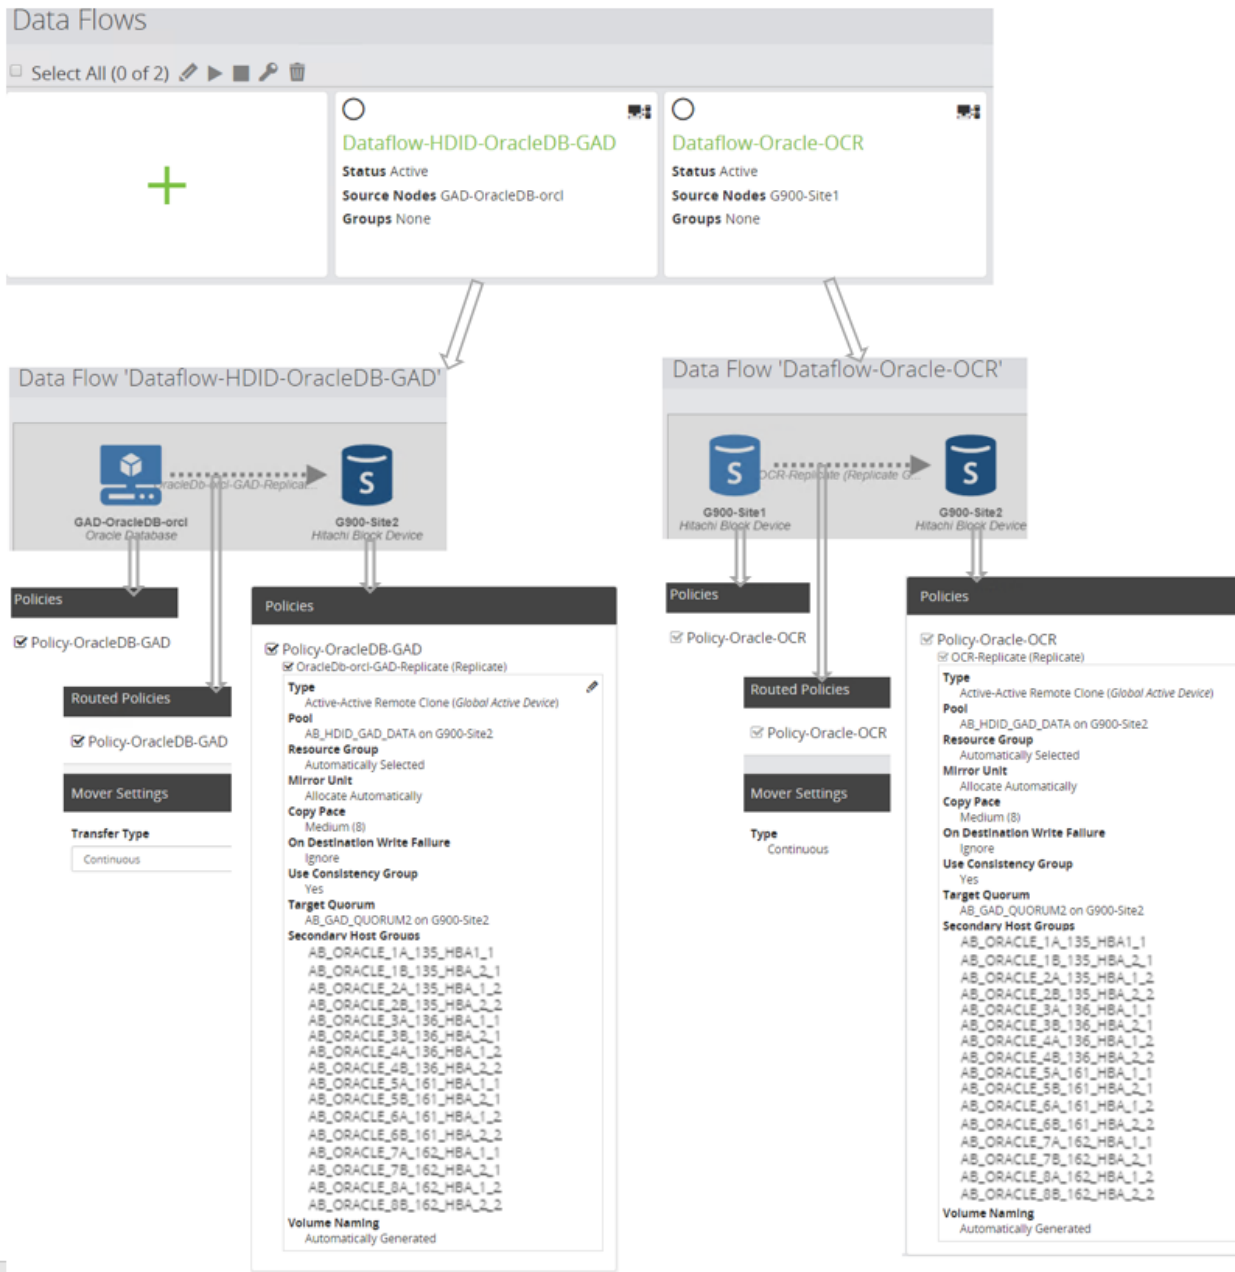 Data Flows
Select All (0 of 2)
Dataflow-HDID-OracleDB-GAD
Status Active
Source Nodes GAD-OracleDB-orcl
Groups None
Dataflow-Oracle-OCR
Status Active
Source Nodes G900-Site1
Groups None
Data Flow 'Dataflow-HDID-OracleDB-GAD'
OracleDb-orcl-GAD-Replicat...
S
GAD-OracleDB-orcl
Oracle Database
G900-Site2
Hitachi Block Device
Policies
Policy-OracleDB-GAD
Routed Policies
Policy-OracleDB-GAD
Mover Settings
Transfer Type
Continuous
Policies
Policy-OracleDB-GAD
OracleDb-orcl-GAD-Replicate (Replicate)
Type
Active-Active Remote Clone (Global Active Device)
Pool
AB_HDID_GAD_DATA on G900-Site2
Resource Group
Automatically Selected
Mirror Unit
Allocate Automatically
Copy Pace
Medium (8)
On Destination Write Failure
Ignore
Use Consistency Group
Yes
Target Quorum
AB_GAD_QUORUM2 on G900-Site2
Secondary Host Groups
AB_ORACLE_1A_135_HBA1_1
AB_ORACLE_1B_135_HBA_2_1
AB_ORACLE_2A_135_HBA_1_2
AB_ORACLE_2B_135_HBA_2_2
AB_ORACLE_3A_136_HBA_1_1
AB_ORACLE_3B_136_HBA_2_1
AB_ORACLE_4A_136_HBA_1_2
AB_ORACLE_4B_136_HBA_2_2
AB_ORACLE_5A_161_HBA_1_1
AB_ORACLE_5B_161_HBA_2_1
AB_ORACLE_6A_161_HBA_1_2
AB_ORACLE_6B_161_HBA_2_2
AB_ORACLE_7A_162_HBA_1_1
AB_ORACLE_7B_162_HBA_2_1
AB_ORACLE_8A_162_HBA_1_2
AB_ORACLE_8B_162_HBA_2_2
Volume Naming
Automatically Generated
Data Flow 'Dataflow-Oracle-OCR'
S
OCR-Replicate (Replicate G...
S
G900-Site1
Hitachi Block Device
G900-Site2
Hitachi Block Device
Policies
Policy-Oracle-OCR
Routed Policies
Policy-Oracle-OCR
Mover Settings
Type
Continuous
Policies
Policy-Oracle-OCR
OCR-Replicate (Replicate)
Type
Active-Active Remote Clone (Global Active Device)
Pool
AB_HDID_GAD_DATA on G900-Site2
Resource Group
Automatically Selected
Mirror Unit
Allocate Automatically
Copy Pace
Medium (8)
On Destination Write Failure
Ignore
Use Consistency Group
Yes
Target Quorum
AB_GAD_QUORUM2 on G900-Site2
Secondary Host Groups
AB_ORACLE_1A_135_HBA1_1
AB_ORACLE_1B_135_HBA_2_1
AB_ORACLE_2A_135_HBA_1_2
AB_ORACLE_2B_135_HBA_2_2
AB_ORACLE_3A_136_HBA_1_1
AB_ORACLE_3B_136_HBA_2_1
AB_ORACLE_4A_136_HBA_1_2
AB_ORACLE_4B_136_HBA_2_2
AB_ORACLE_5A_161_HBA_1_1
AB_ORACLE_5B_161_HBA_2_1
AB_ORACLE_6A_161_HBA_1_2
AB_ORACLE_6B_161_HBA_2_2
AB_ORACLE_7A_162_HBA_1_1
AB_ORACLE_7B_162_HBA_2_1
AB_ORACLE_8A_162_HBA_1_2
AB_ORACLE_8B_162_HBA_2_2
Volume Naming
Automatically Generated